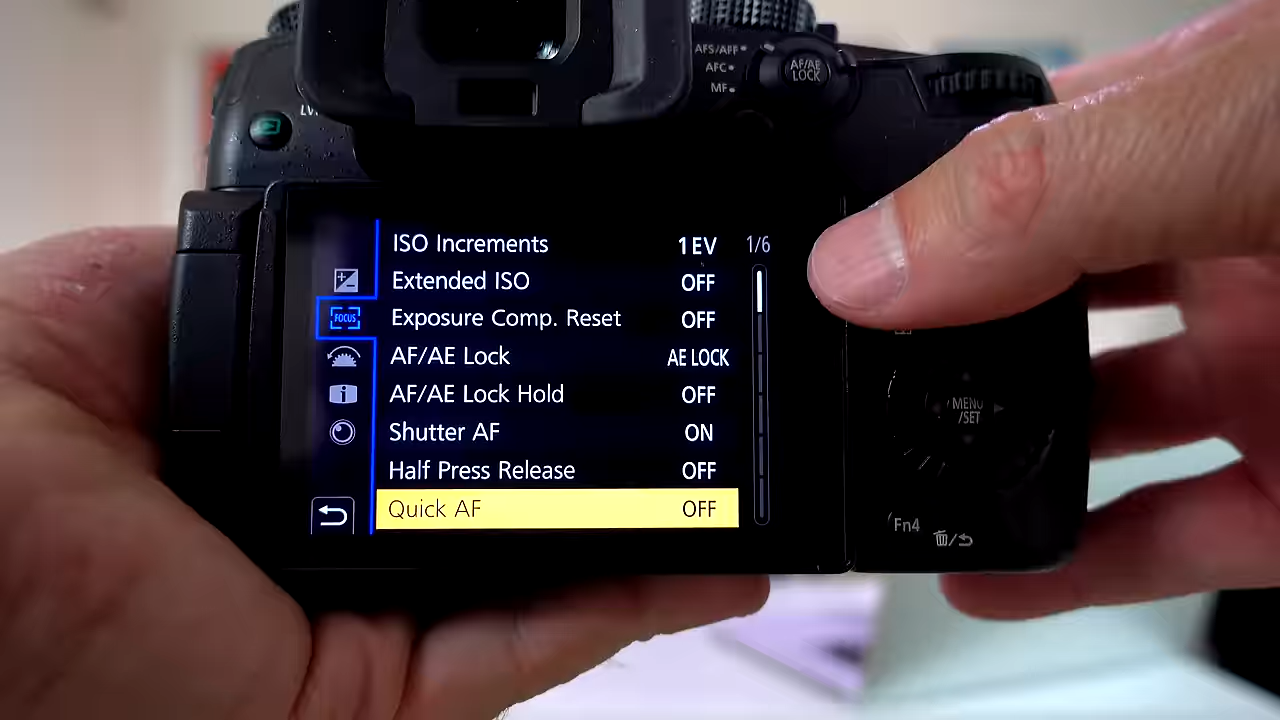 AFS/AFF
AFC
MF
AF/AE
LOCK
ISO Increments 1 EV 1/6
Extended ISO OFF
FOCUS
Exposure Comp. Reset OFF
AF/AE Lock AE LOCK
AF/AE Lock Hold OFF
Shutter AF ON
Half Press Release OFF
Quick AF OFF
MENU
/SET
Fn4